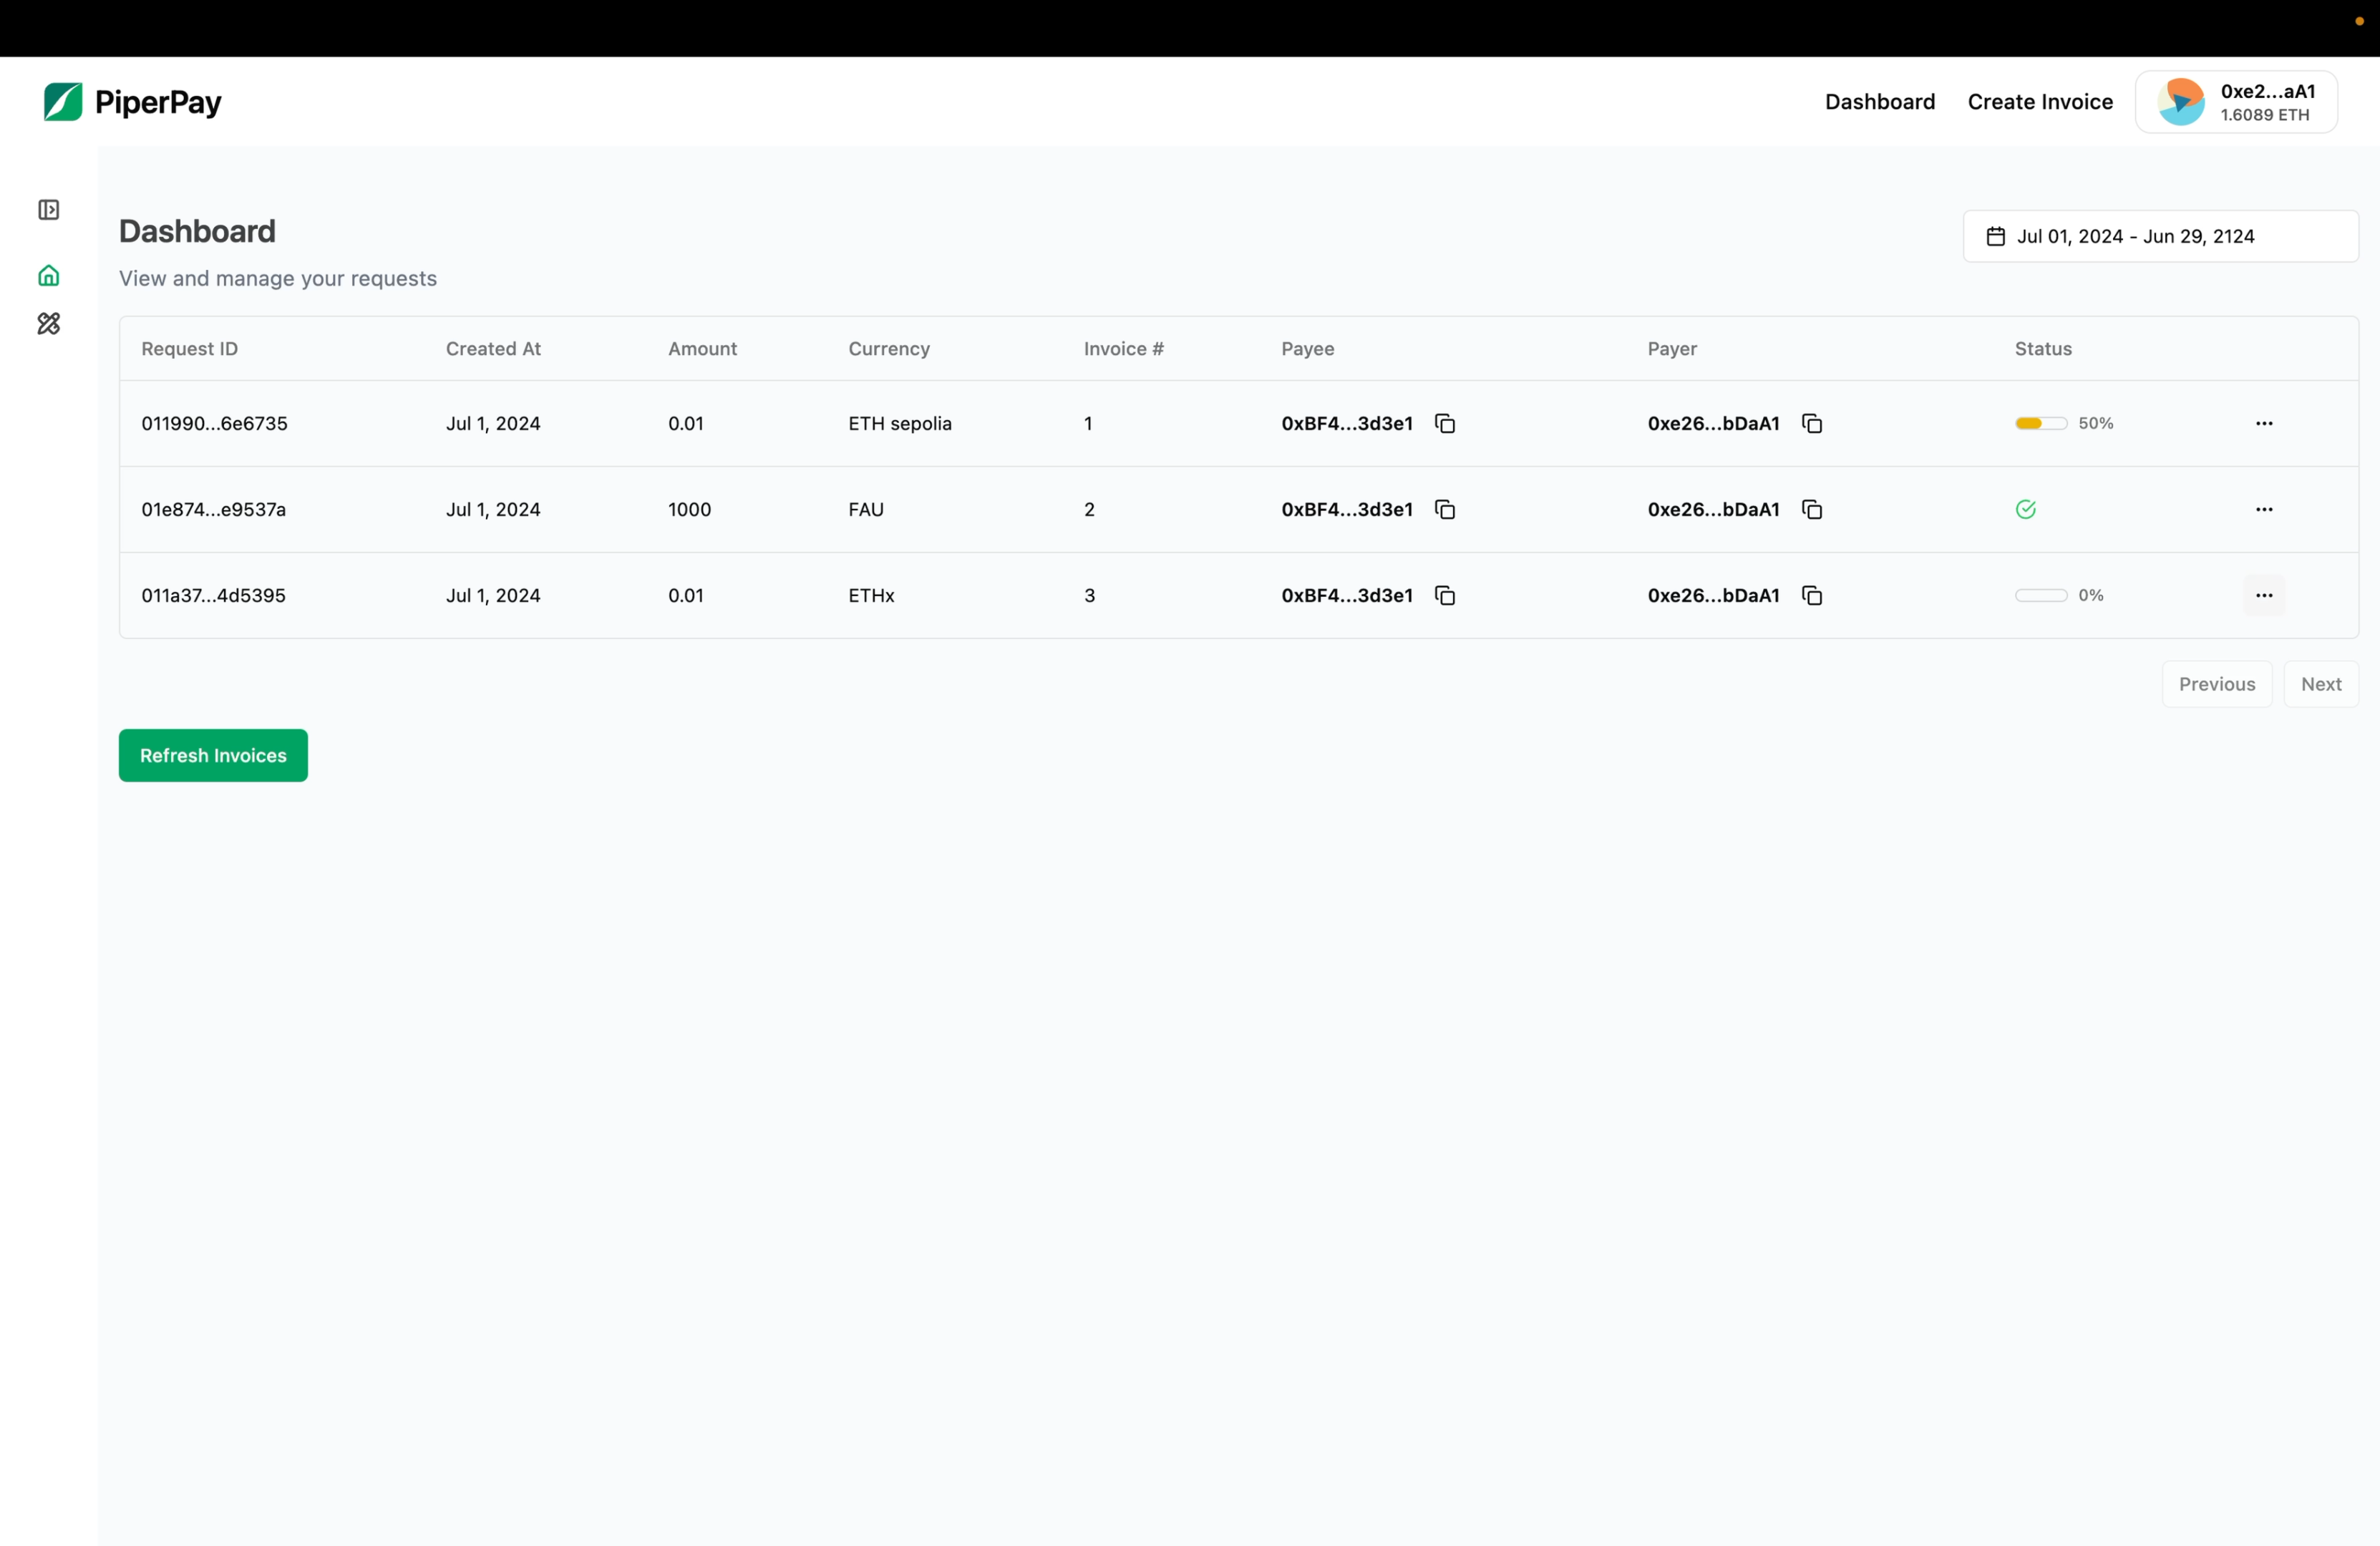 PiperPay
Dashboard
Create Invoice
0xe2...aA1
1.6089 ETH
Dashboard
View and manage your requests
Jul 01, 2024 - Jun 29, 2124
Request ID Created At Amount Currency Invoice # Payee Payer Status
011990...6e6735 Jul 1, 2024 0.01 ETH sepolia 1 0xBF4...3d3e1 0xe26...bDaA1 50%
01e874...e9537a Jul 1, 2024 1000 FAU 2 0xBF4...3d3e1 0xe26...bDaA1
011a37...4d5395 Jul 1, 2024 0.01 ETHx 3 0xBF4...3d3e1 0xe26...bDaA1 0%
Previous Next
Refresh Invoices